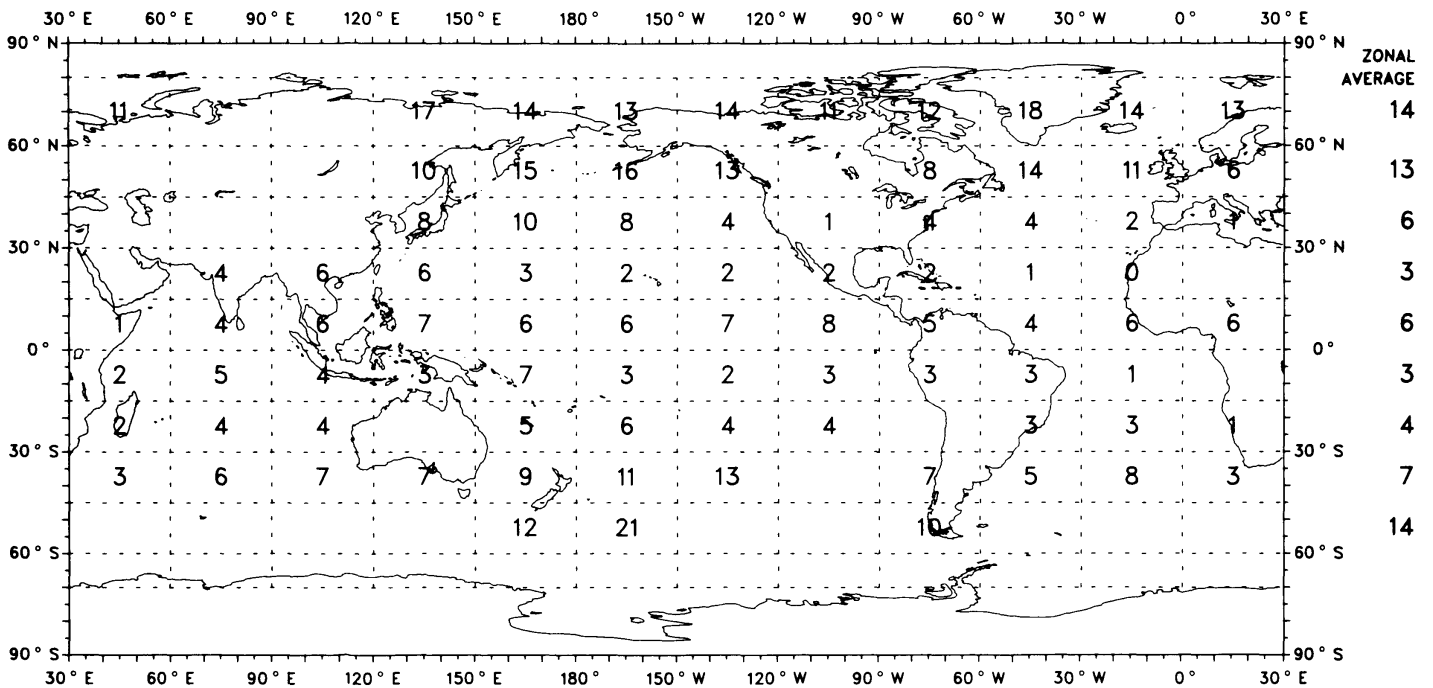 30° E 60° E 90° E 120° E 150° E 180° 150° W 120° W 90° W 60° W 30° W 0° 30° E
90° N 90° N
ZONAL
AVERAGE
11 17 14 13 14 11 12 18 14 13 14
60° N 60° N
10 15 16 13 8 14 11 6 13
8 10 8 4 1 4 4 2 1 6
30° N 30° N
4 6 6 3 2 2 2 2 1 0 3
1 4 6 7 6 6 7 8 5 4 6 6 6
0° 0°
2 5 4 3 7 3 2 3 3 3 1 3
2 4 4 5 6 4 4 3 3 1 4
30° S 30° S
3 6 7 7 9 11 13 7 5 8 3 7
12 21 10 14
60° S 60° S
90° S 90° S
30° E 60° E 90° E 120° E 150° E 180° 150° W 120° W 90° W 60° W 30° W 0° 30° E